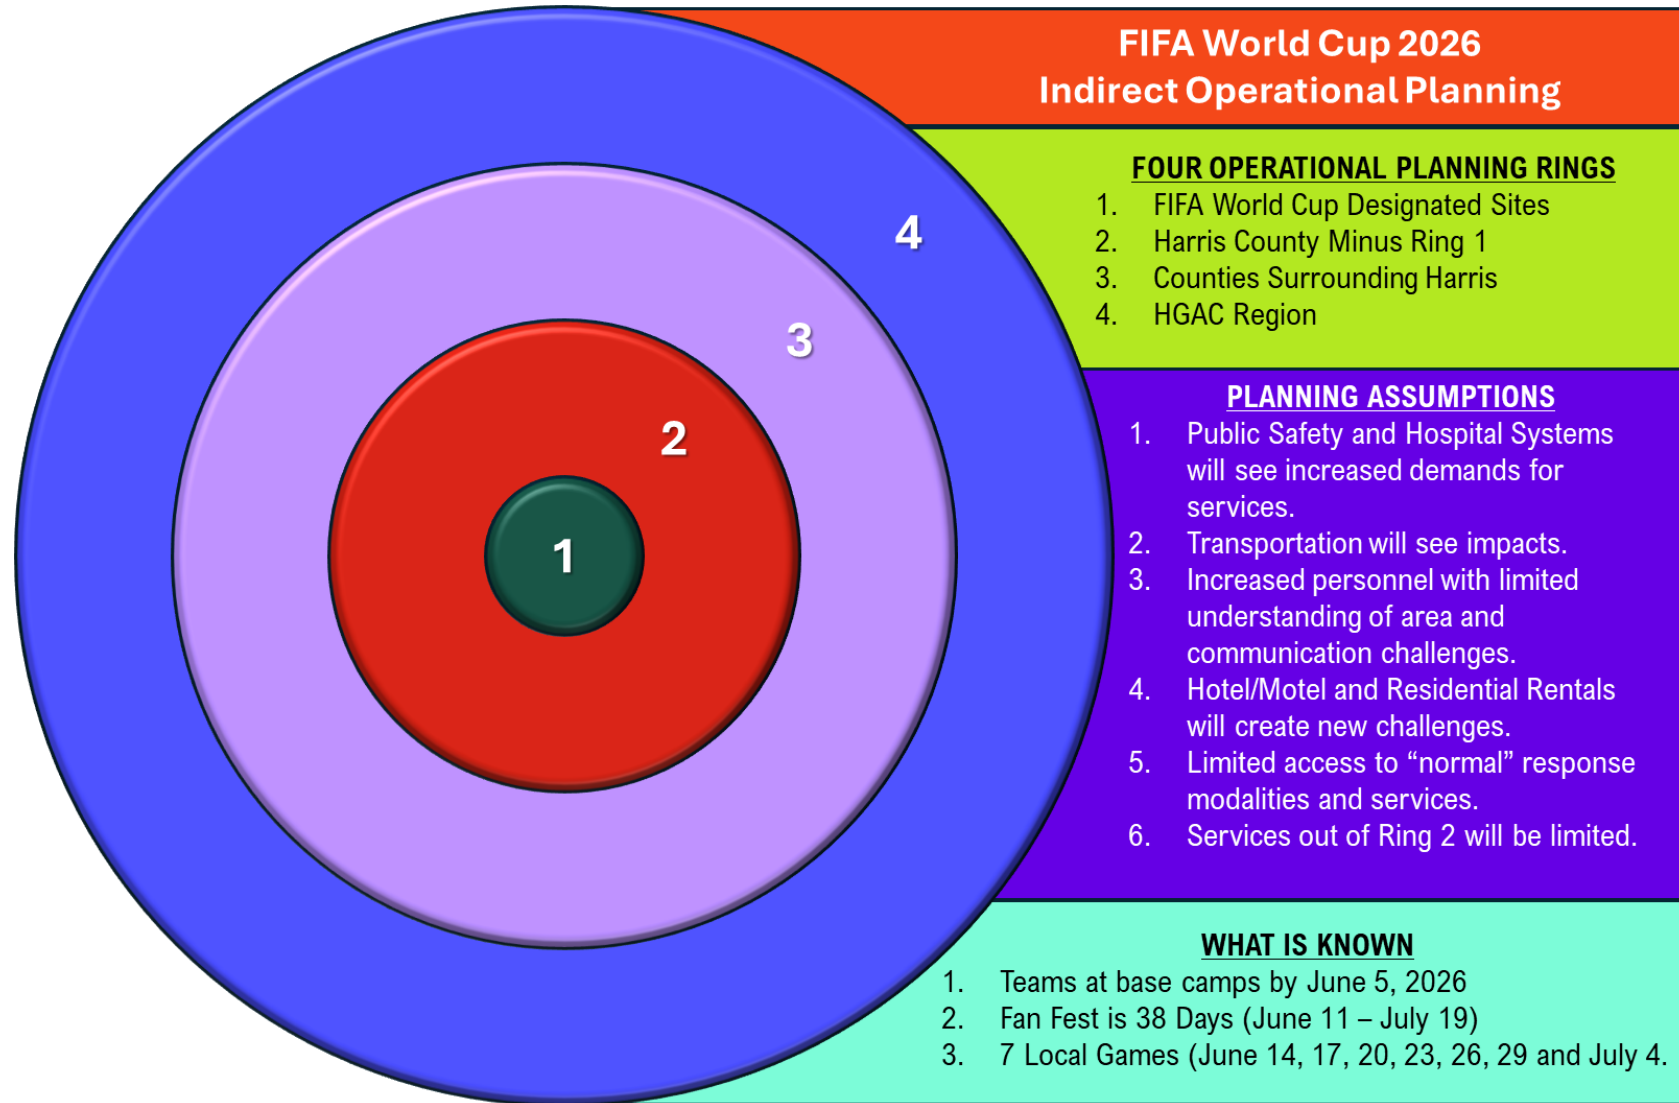 FIFA World Cup 2026
Indirect Operational Planning
FOUR OPERATIONAL PLANNING RINGS
1. FIFA World Cup Designated Sites
2. Harris County Minus Ring 1
3. Counties Surrounding Harris
4. HGAC Region
4
3
2
1
PLANNING ASSUMPTIONS
1. Public Safety and Hospital Systems
will see increased demands for
services.
2. Transportation will see impacts.
3. Increased personnel with limited
understanding of area and
communication challenges.
4. Hotel/Motel and Residential Rentals
will create new challenges.
5. Limited access to “normal” response
modalities and services.
6. Services out of Ring 2 will be limited.
WHAT IS KNOWN
1. Teams at base camps by June 5, 2026
2. Fan Fest is 38 Days (June 11 – July 19)
3. 7 Local Games (June 14, 17, 20, 23, 26, 29 and July 4.